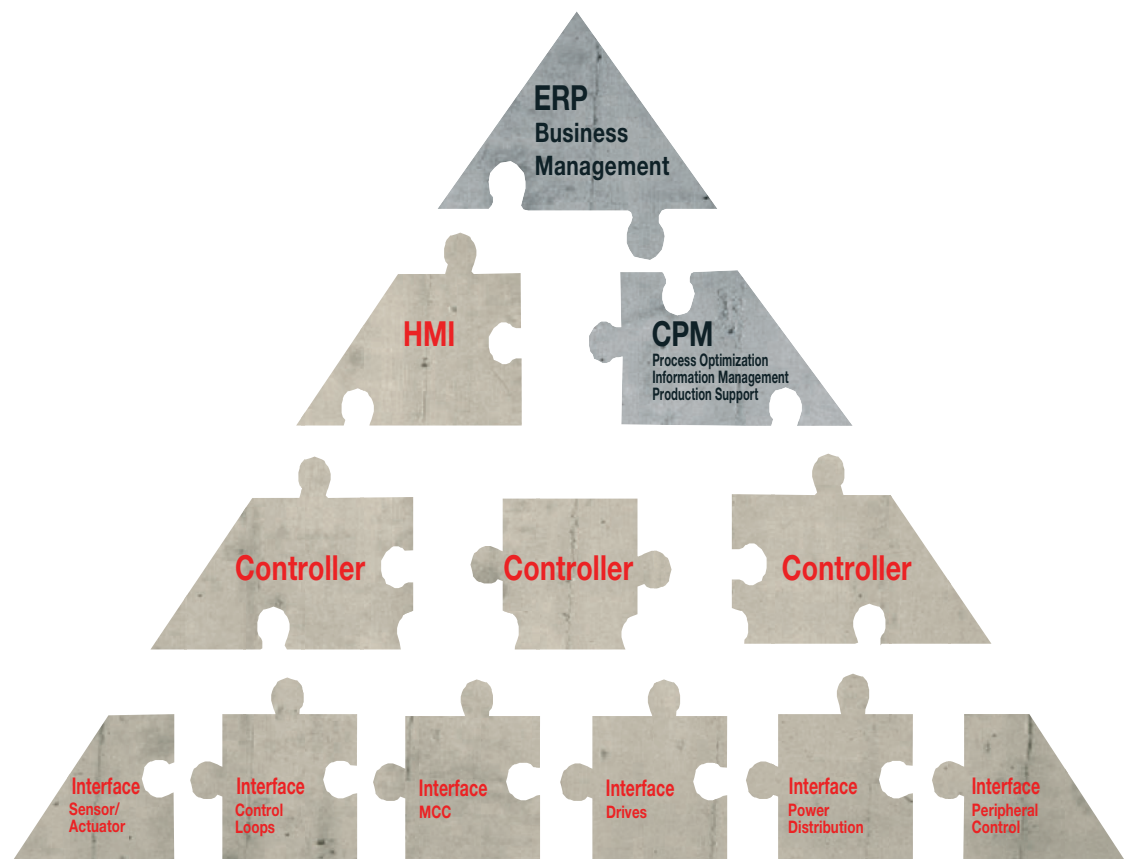 ERP
Business
Management
HMI
CPM
Process Optimization
Information Management
Production Support
Controller
Controller
Controller
Interface
Sensor/
Actuator
Interface
Control
Loops
Interface
MCC
Interface
Drives
Interface
Power
Distribution
Interface
Peripheral
Control